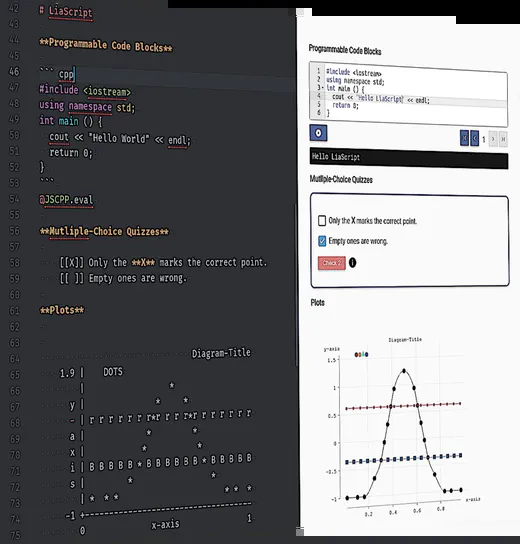 42 # LiaScript
43
44 **Programmable Code Blocks**
45
46 ``` cpp
47 #include <iostream>
48 using namespace std;
49 int main () {
50 cout << "Hello World" << endl;
51 return 0;
52 }
53 ```
54 @JSCPP.eval
55
56 **Mutliple-Choice Quizzes**
57
58 [[X]] Only the **X** marks the correct point.
59 [[ ]] Empty ones are wrong.
60
61 **Plots**
62
63
64 Diagram-Title
65 1.9 | DOTS
66 | *
67 y | * *
68 - | r r r r r r r*r r r r*r r r r r r r
69 a | * *
70 x | * *
71 i | B B B B B * B B B B B B * B B B B B
72 s | * *
73 | * * * * * *
74 -1 +
75 0 x-axis 1
Programmable Code Blocks
1 #include <iostream>
2 using namespace std;
3 int main () {
4 cout << "Hello LiaScript" << endl;
5 return 0;
6 }
1
Hello LiaScript
Mutliple-Choice Quizzes
Only the X marks the correct point.
Empty ones are wrong.
Check 2
Plots
Diagram-Title
y-axis
1.5
1
0.5
0
-0.5
-1
0.2 0.4 0.6 0.8
x-axis